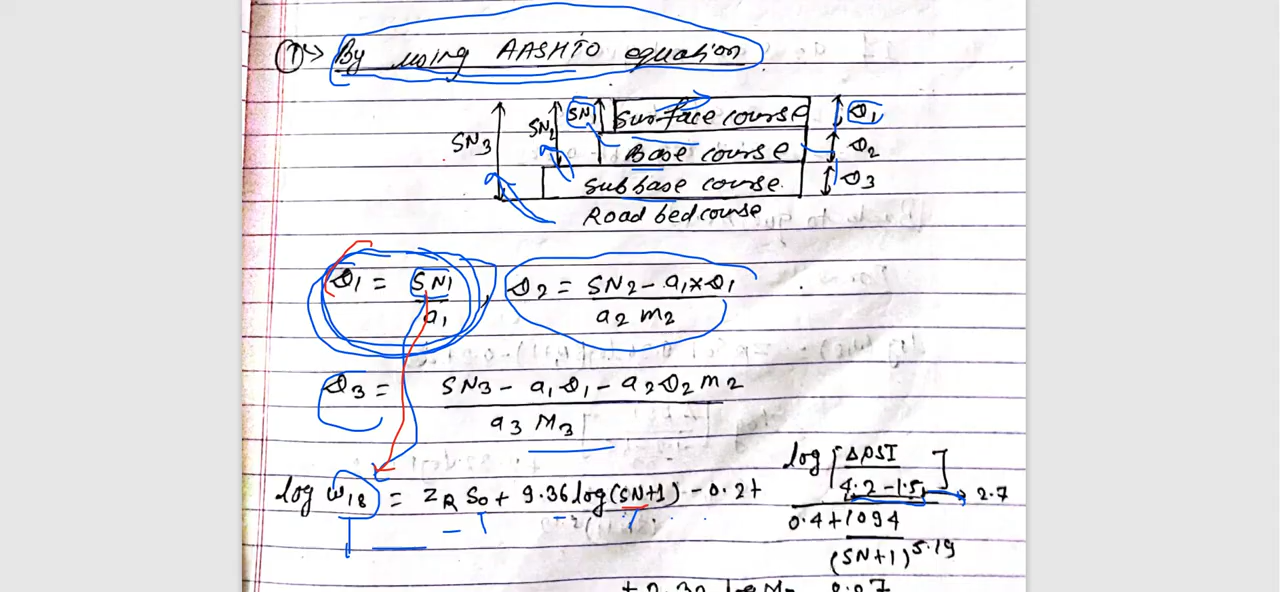 ①→ By using AASHTO equation
SN3 SN2 SN1 Surface course D1
Base course D2
Subbase course. D3
Road bed course
D1 = SN1 / a1 , D2 = SN2 - a1 x D1 / a2 m2
D3 = SN3 - a1 D1 - a2 D2 m2 / a3 M3
log w18 = ZR So + 9.36 log (SN+1) - 0.2 + log [ΔPSI / 4.2 - 1.5] / 0.4 + 1094 / (SN+1)^5.19 → 2.7